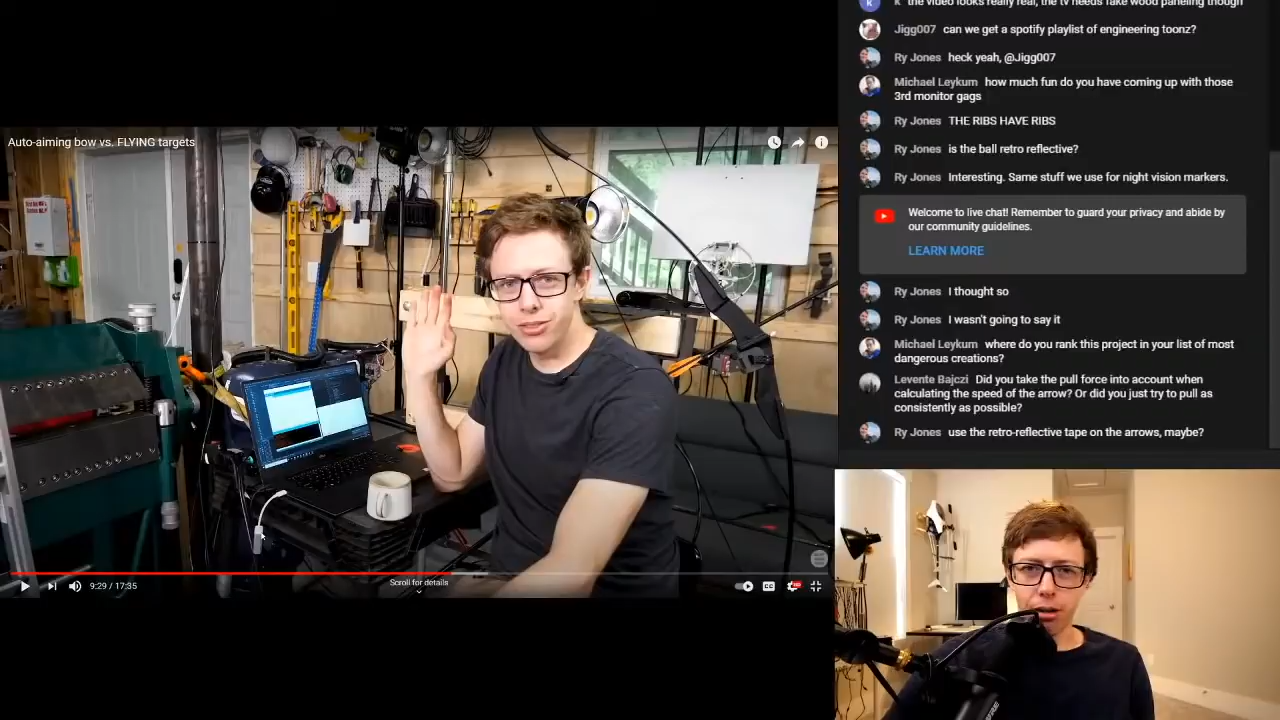 k the video looks really real, the tv needs fake wood paneling though
Jigg007 can we get a spotify playlist of engineering toonz?
Ry Jones heck yeah, @Jigg007
Michael Leykum how much fun do you have coming up with those
3rd monitor gags
Ry Jones THE RIBS HAVE RIBS
Ry Jones is the ball retro reflective?
Ry Jones Interesting. Same stuff we use for night vision markers.
Welcome to live chat! Remember to guard your privacy and abide by
our community guidelines.
LEARN MORE
Ry Jones I thought so
Ry Jones I wasn't going to say it
Michael Leykum where do you rank this project in your list of most
dangerous creations?
Levente Bajczi Did you take the pull force into account when
calculating the speed of the arrow? Or did you just try to pull as
consistently as possible?
Ry Jones use the retro-reflective tape on the arrows, maybe?
Auto-aiming bow vs. FLYING targets
Scroll for details
9:29 / 17:35
CC
HD